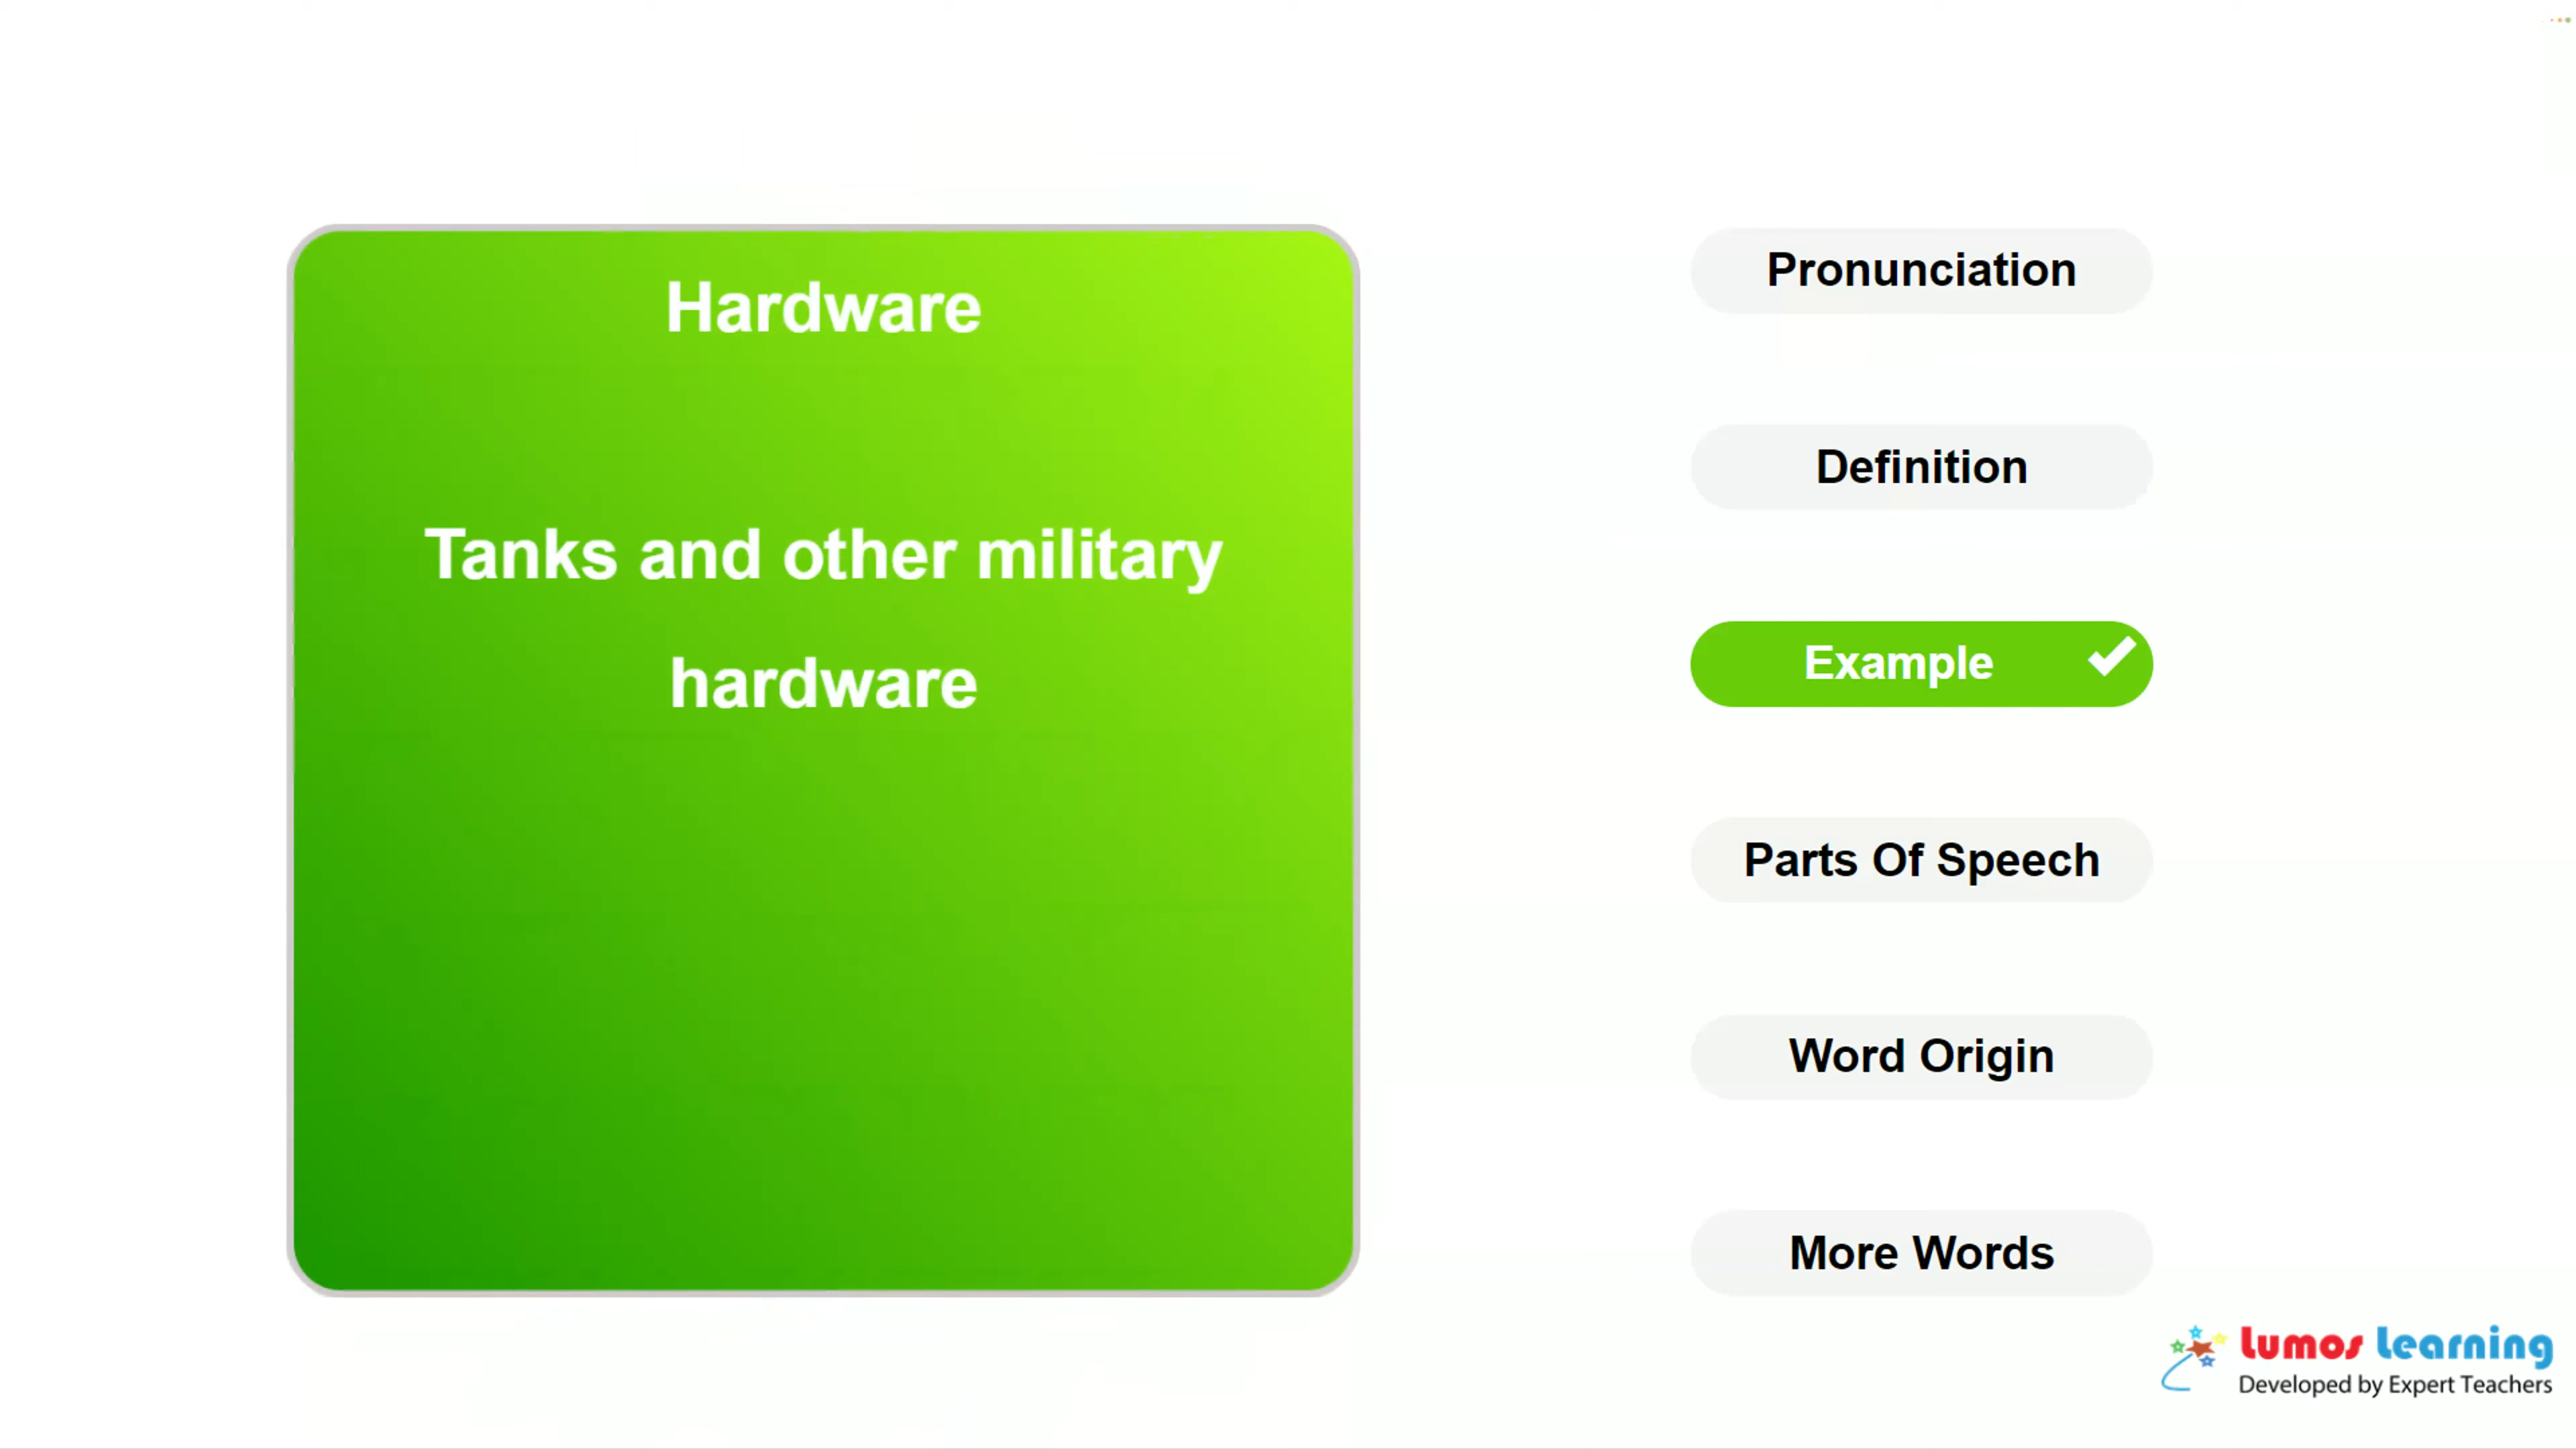 Hardware
Tanks and other military
hardware
Pronunciation
Definition
Example
Parts Of Speech
Word Origin
More Words
Lumos Learning
Developed by Expert Teachers